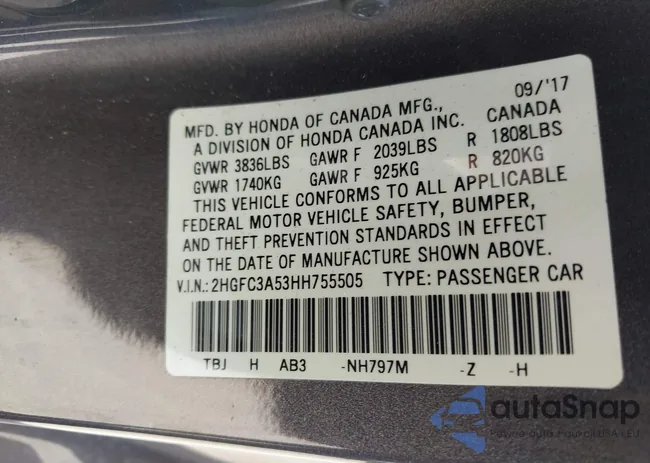 09/'17
MFD. BY HONDA OF CANADA MFG., CANADA
A DIVISION OF HONDA CANADA INC.
GVWR 3836LBS GAWR F 2039LBS R 1808LBS
GVWR 1740KG GAWR F 925KG R 820KG
THIS VEHICLE CONFORMS TO ALL APPLICABLE
FEDERAL MOTOR VEHICLE SAFETY, BUMPER,
AND THEFT PREVENTION STANDARDS IN EFFECT
ON THE DATE OF MANUFACTURE SHOWN ABOVE.
V.I.N.: 2HGFC3A53HH755505 TYPE: PASSENGER CAR
TBJ H AB3 -NH797M -Z -H
autaSnap